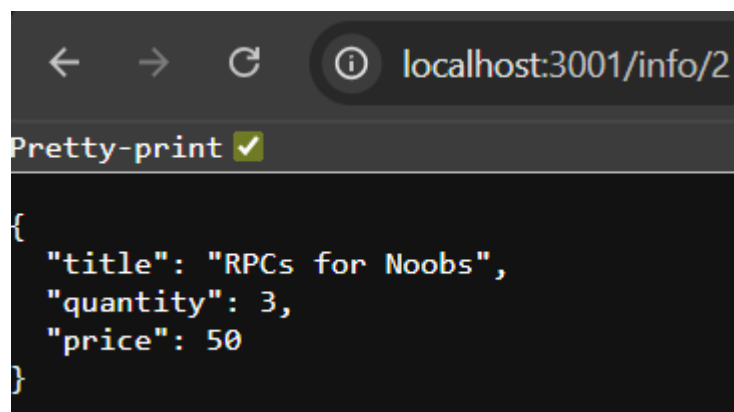 localhost:3001/info/2
Pretty-print
{
  "title": "RPCs for Noobs",
  "quantity": 3,
  "price": 50
}